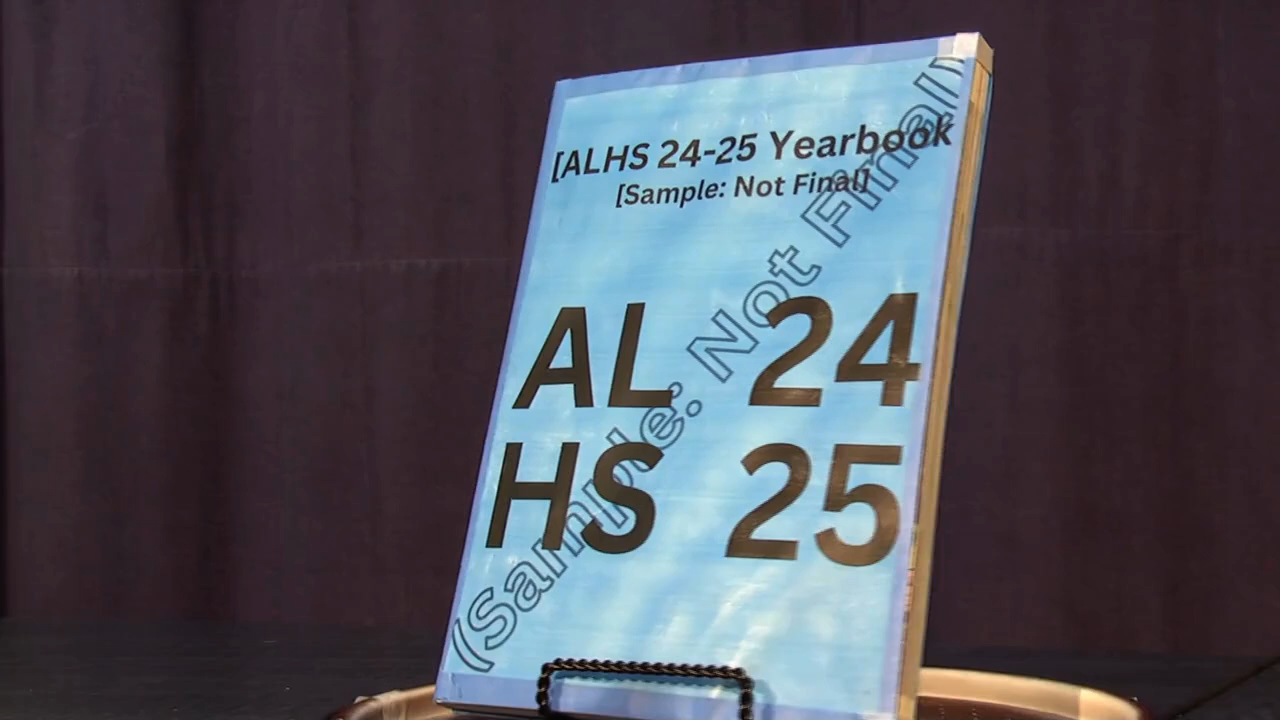 [ALHS 24-25 Yearbook
[Sample: Not Final]
AL 24
HS 25
(Sample: Not Final)